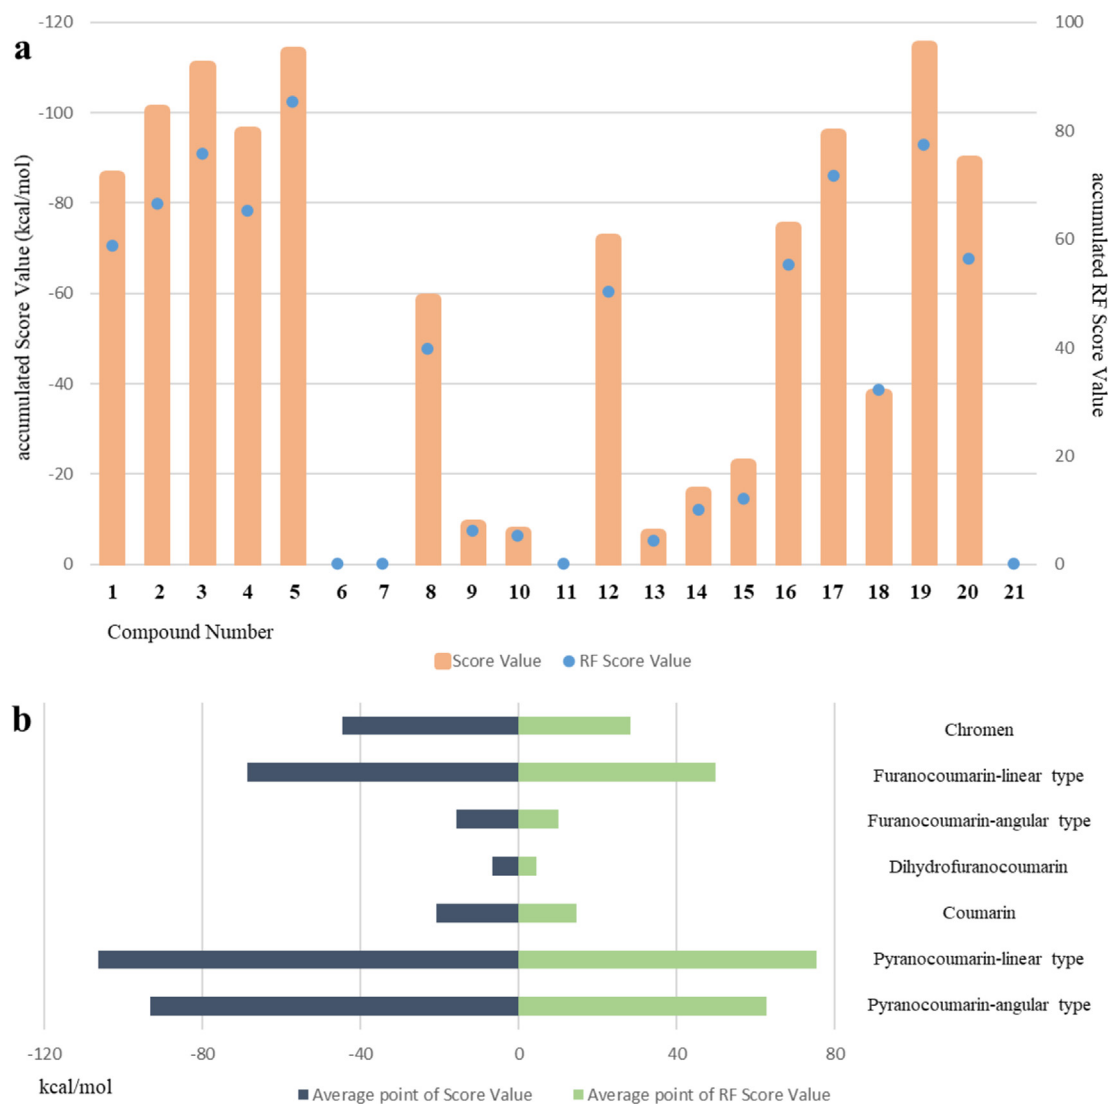 a
accumulated Score Value (kcal/mol)
-120
-100
-80
-60
-40
-20
0
100
80
60
40
20
0
accumulated RF Score Value
1 2 3 4 5 6 7 8 9 10 11 12 13 14 15 16 17 18 19 20 21
Compound Number
Score Value RF Score Value
b
Chromen
Furanocoumarin-linear type
Furanocoumarin-angular type
Dihydrofuranocoumarin
Coumarin
Pyranocoumarin-linear type
Pyranocoumarin-angular type
-120 -80 -40 0 40 80
kcal/mol
Average point of Score Value Average point of RF Score Value